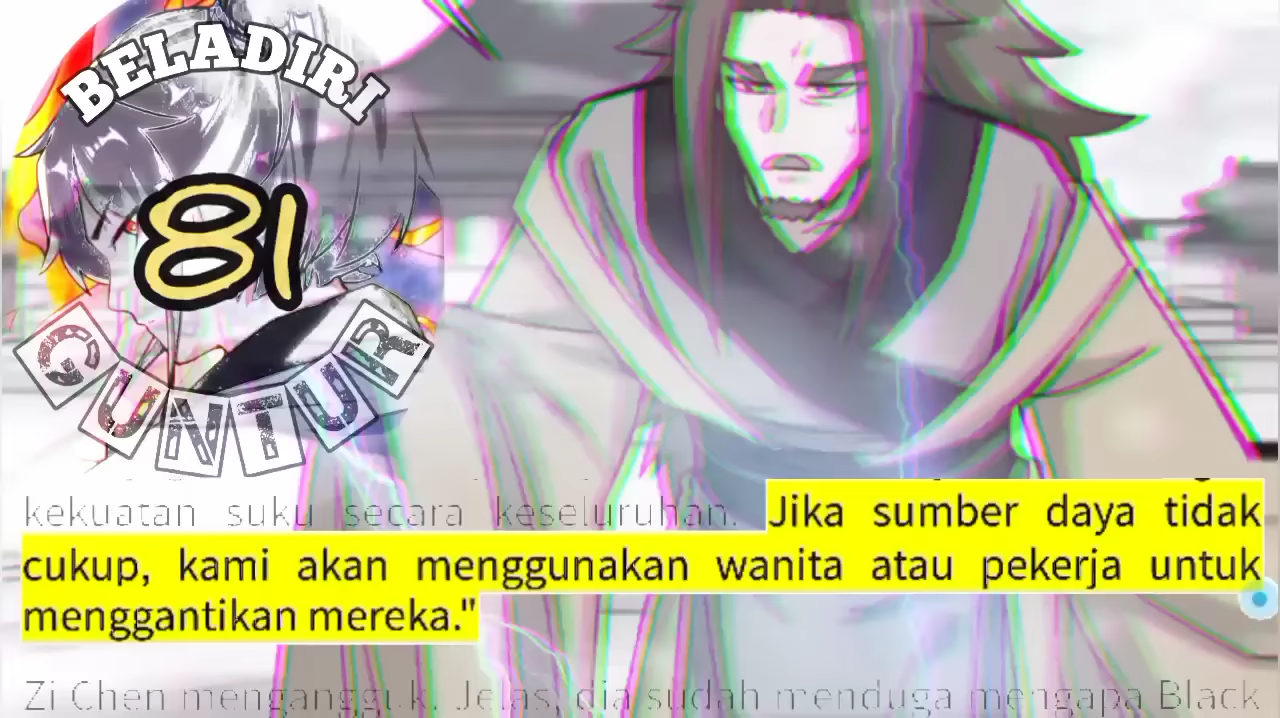 BELADIRI
81
GUNTUR
kekuatan suku secara keseluruhan. Jika sumber daya tidak
cukup, kami akan menggunakan wanita atau pekerja untuk
menggantikan mereka."
Zi Chen mengangguk. Jelas, dia sudah menduga mengapa Black